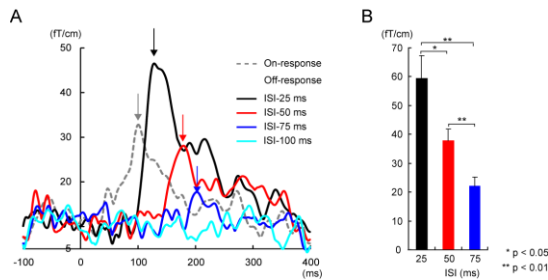 A
(fT/cm)
50
40
30
20
10
5
-100
0
100
200
300
400
(ms)
On-response
Off-response
ISI-25 ms
ISI-50 ms
ISI-75 ms
ISI-100 ms
B
(fT/cm)
70
60
50
40
30
20
10
0
**
*
**
25
50
75
ISI (ms)
* p < 0.05
** p < 0.01